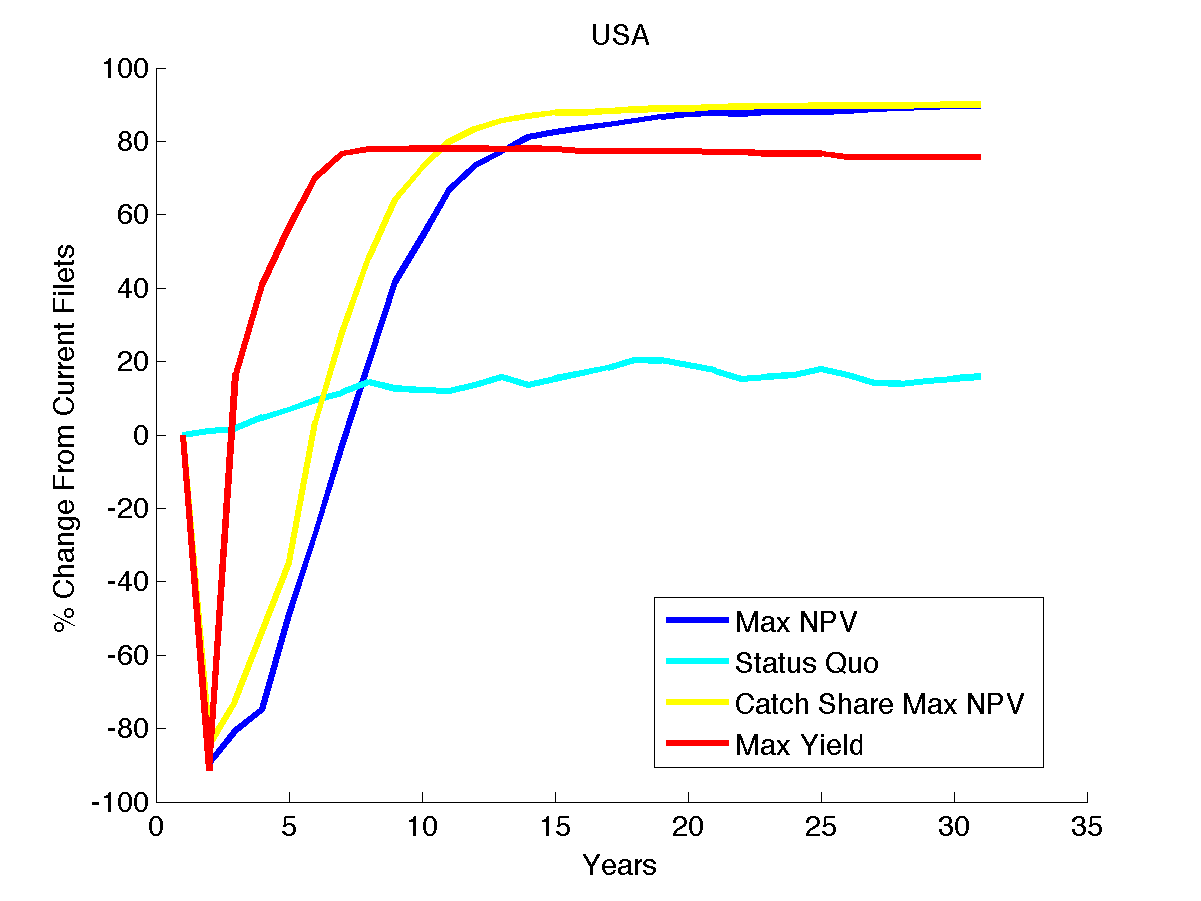 USA
100
80
60
40
20
0
-20
-40
-60
-80
-100
% Change From Current Filets
0 5 10 15 20 25 30 35
Years
Max NPV
Status Quo
Catch Share Max NPV
Max Yield